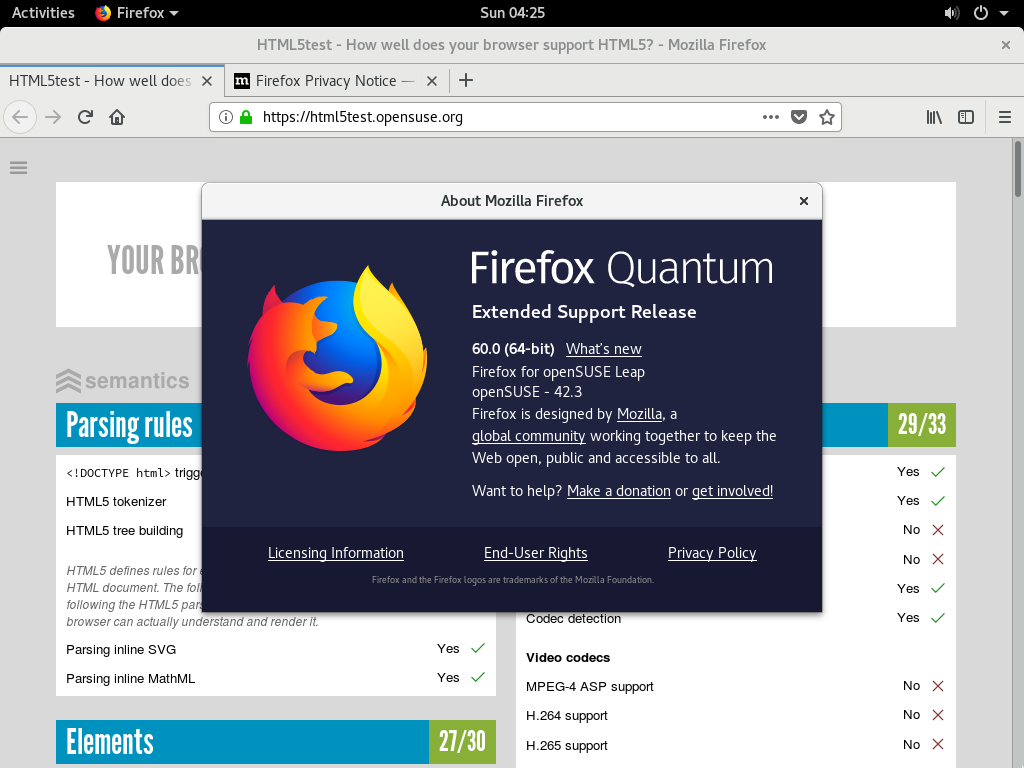 Activities Firefox Sun 04:25
HTML5test - How well does your browser support HTML5? - Mozilla Firefox
HTML5test - How well does
Firefox Privacy Notice —
https://html5test.opensuse.org
YOUR BRO
About Mozilla Firefox
Firefox Quantum
Extended Support Release
60.0 (64-bit) What's new
Firefox for openSUSE Leap
openSUSE - 42.3
Firefox is designed by Mozilla, a
global community working together to keep the
Web open, public and accessible to all.
Want to help? Make a donation or get involved!
Licensing Information End-User Rights Privacy Policy
Firefox and the Firefox logos are trademarks of the Mozilla Foundation.
semantics
Parsing rules
<!DOCTYPE html> trigge
HTML5 tokenizer
HTML5 tree building
HTML5 defines rules for
HTML document. The foll
following the HTML5 pars
browser can actually understand and render it.
Parsing inline SVG Yes
Parsing inline MathML Yes
Elements 27/30
29/33
Yes
Yes
No
No
Yes
Codec detection Yes
Video codecs
MPEG-4 ASP support No
H.264 support No
H.265 support No